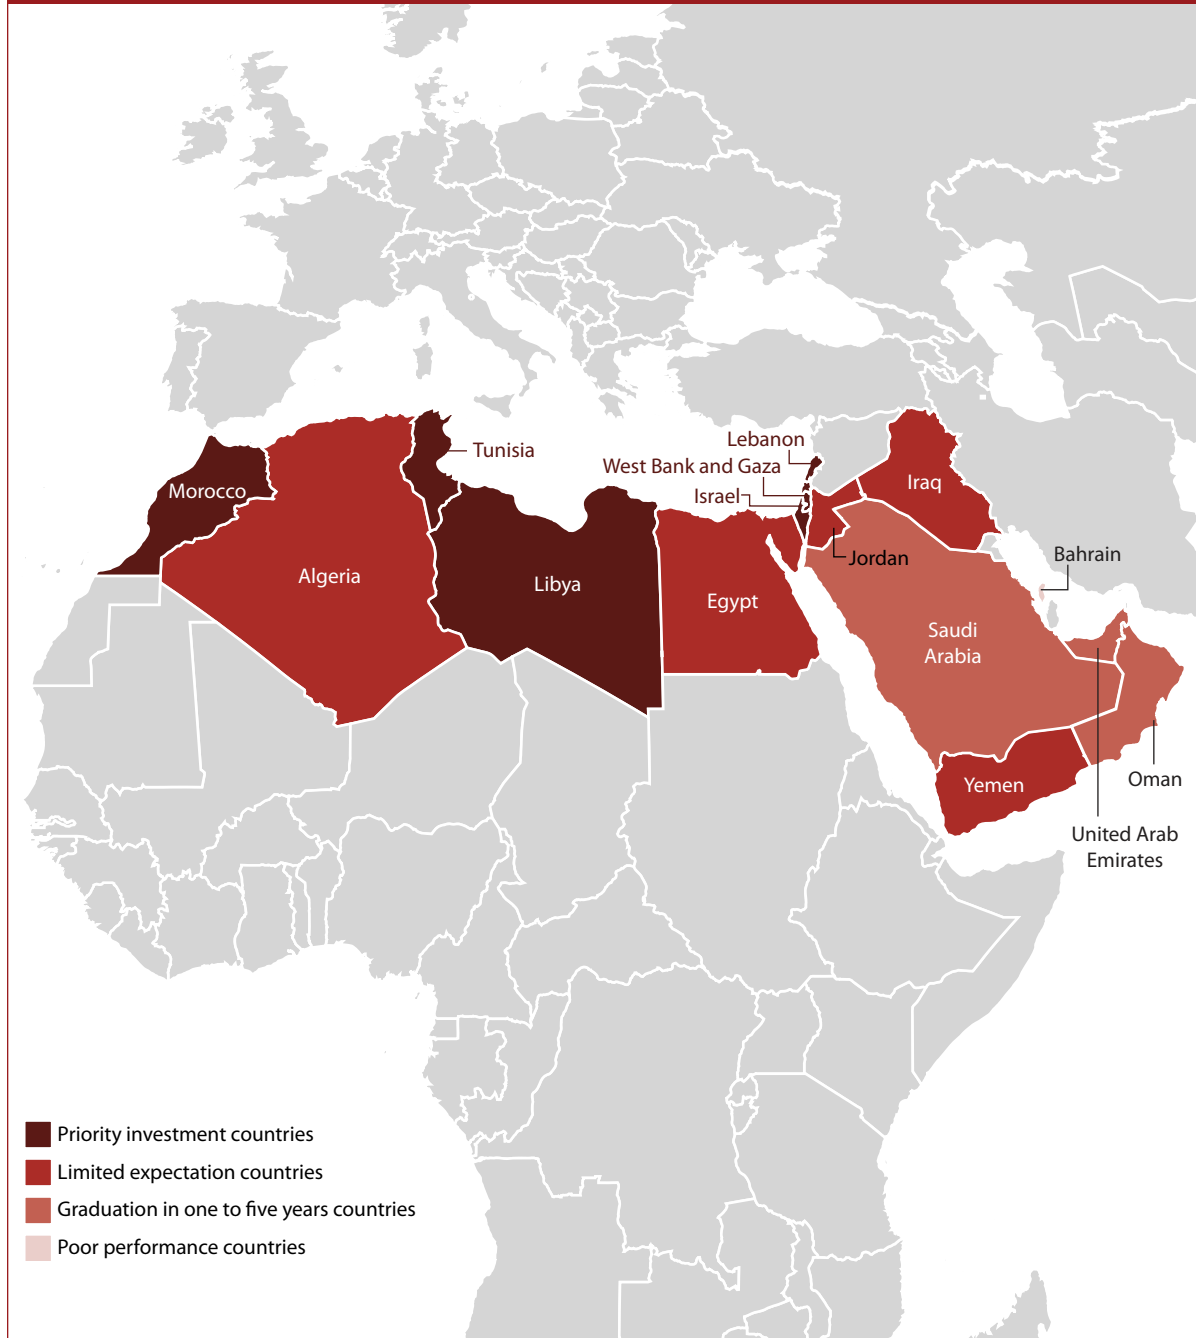 Lebanon
Tunisia
West Bank and Gaza
Iraq
Morocco
Israel
Bahrain
Jordan
Algeria
Libya
Egypt
Saudi
Arabia
Oman
Yemen
United Arab
Emirates
Priority investment countries
Limited expectation countries
Graduation in one to five years countries
Poor performance countries